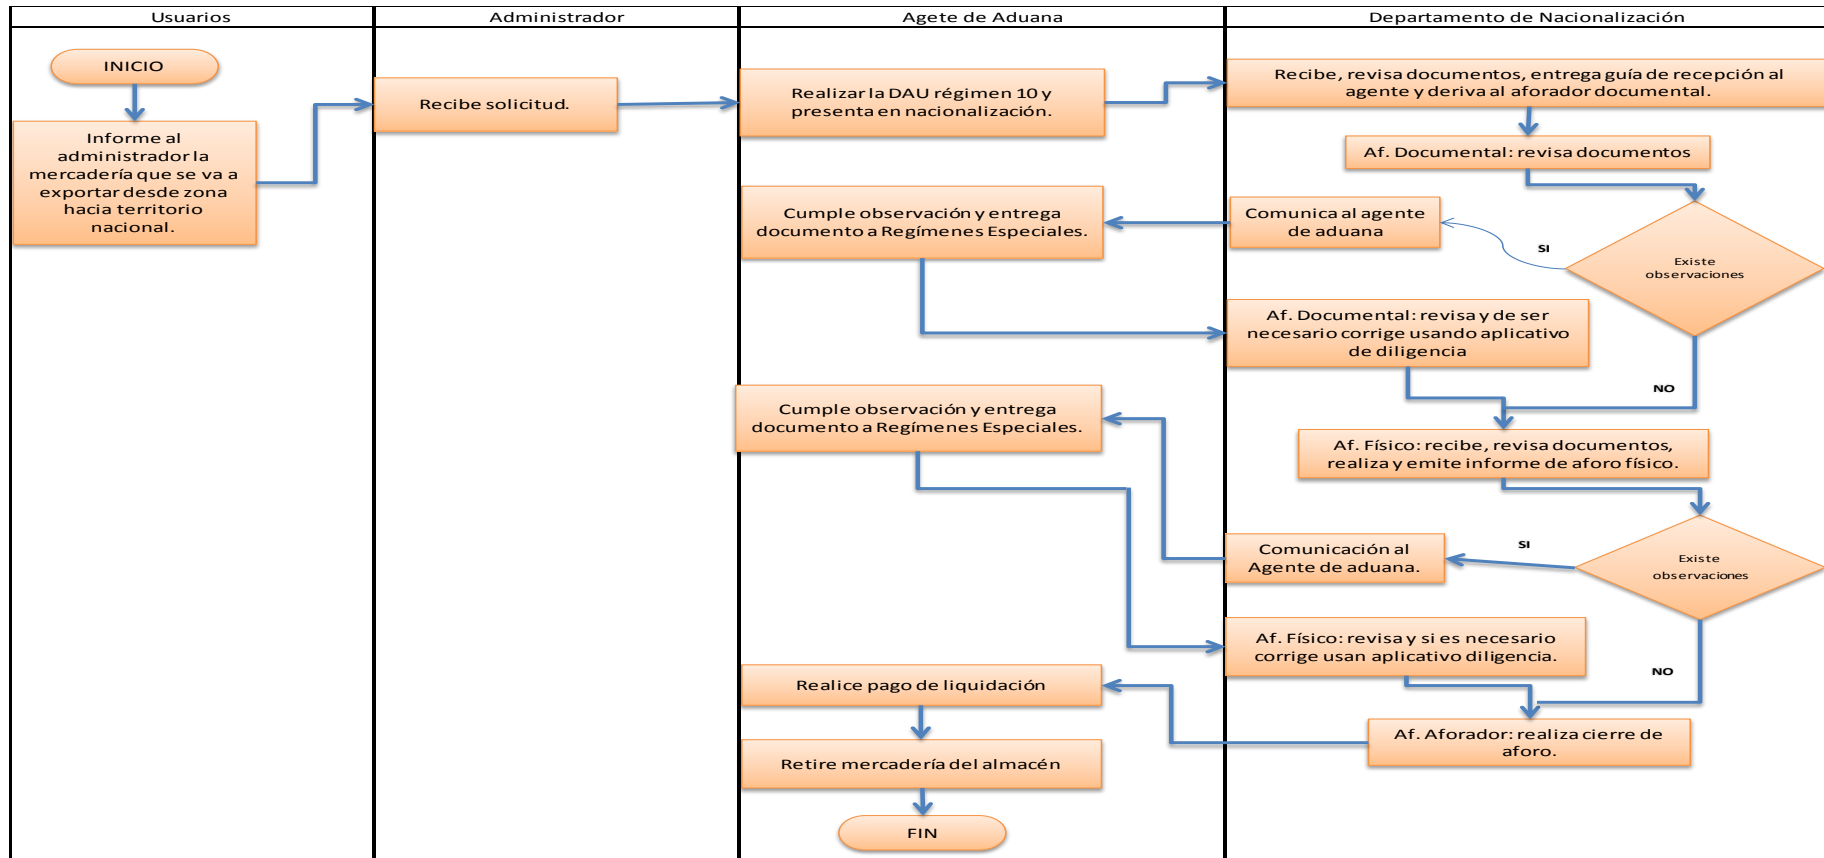 Usuarios
Administrador
Agete de Aduana
Departamento de Nacionalización
INICIO
Informe al
administrador la
mercadería que se va a
exportar desde zona
hacia territorio
nacional.
Recibe solicitud.
Realizar la DAU régimen 10 y
presenta en nacionalización.
Recibe, revisa documentos, entrega guía de recepción al
agente y deriva al aforador documental.
Af. Documental: revisa documentos
Existe
observaciones
SI
Comunica al agente
de aduana
Cumple observación y entrega
documento a Regímenes Especiales.
Af. Documental: revisa y de ser
necesario corrige usando aplicativo
de diligencia
NO
Cumple observación y entrega
documento a Regímenes Especiales.
Af. Físico: recibe, revisa documentos,
realiza y emite informe de aforo físico.
Existe
observaciones
SI
Comunicación al
Agente de aduana.
Af. Físico: revisa y si es necesario
corrige usan aplicativo diligencia.
NO
Realice pago de liquidación
Af. Aforador: realiza cierre de
aforo.
Retire mercadería del almacén
FIN